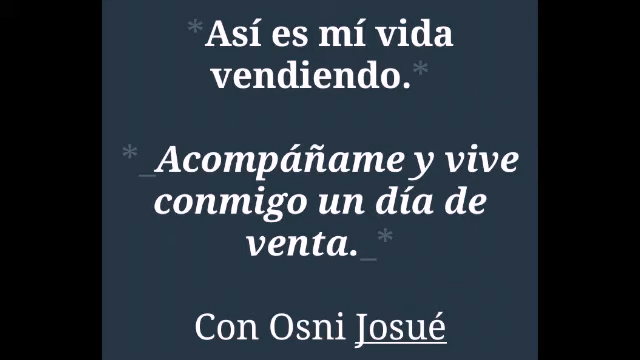 *Así es mí vida
vendiendo.*
*_Acompáñame y vive
conmigo un día de
venta._*
Con Osni Josué